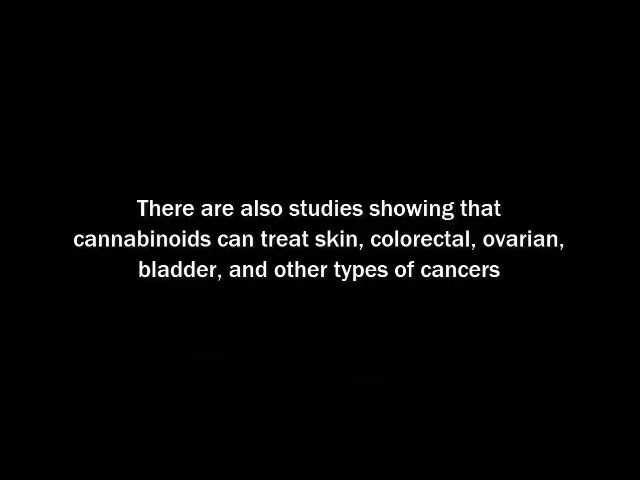 There are also studies showing that
cannabinoids can treat skin, colorectal, ovarian,
bladder, and other types of cancers